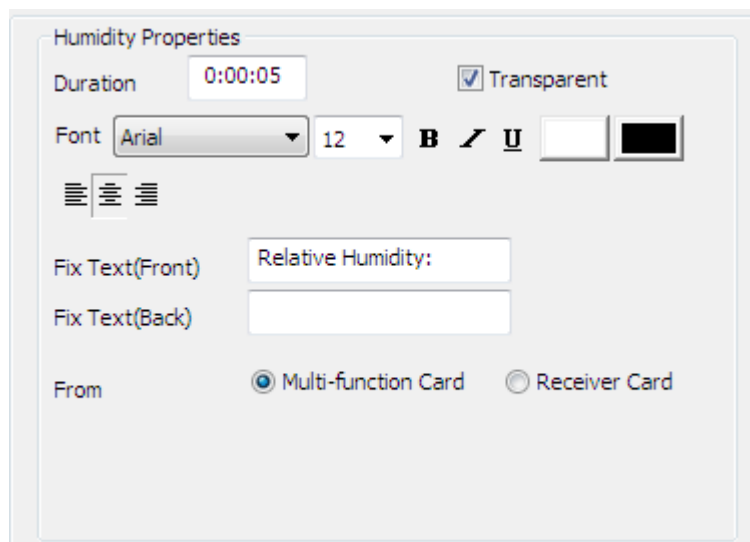 Humidity Properties
Duration 0:00:05 Transparent
Font Arial 12 B I U
Fix Text(Front) Relative Humidity:
Fix Text(Back)
From Multi-function Card Receiver Card